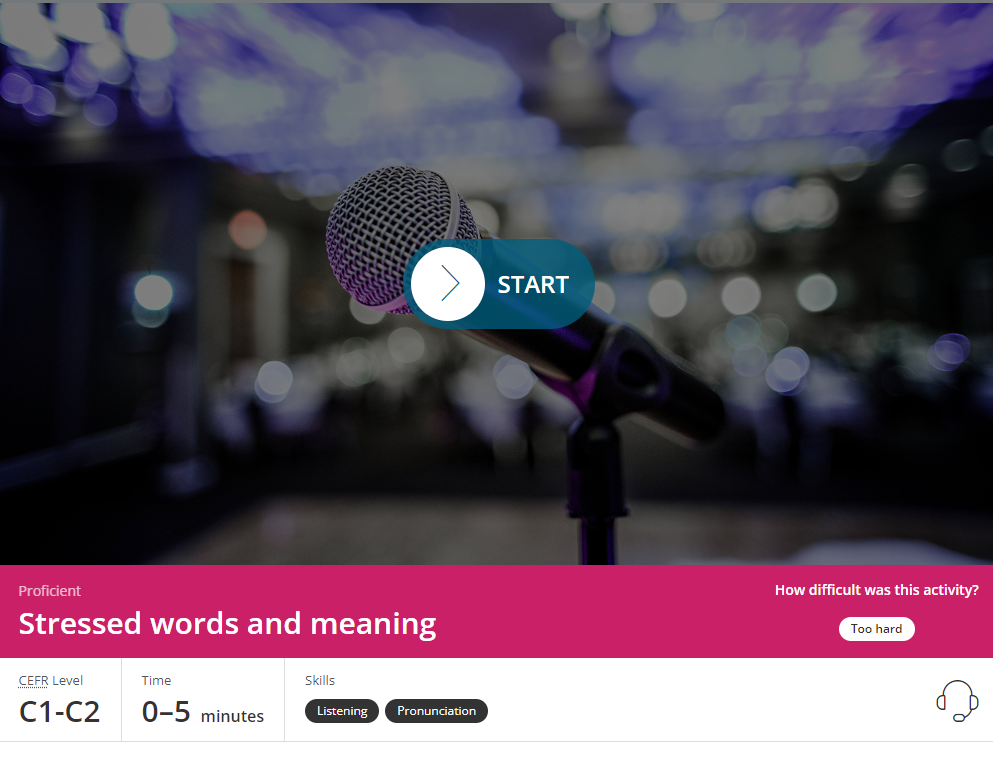 START
Proficient
How difficult was this activity?
Stressed words and meaning
Too hard
CEFR Level
Time
Skills
C1-C2
0–5 minutes
Listening
Pronunciation